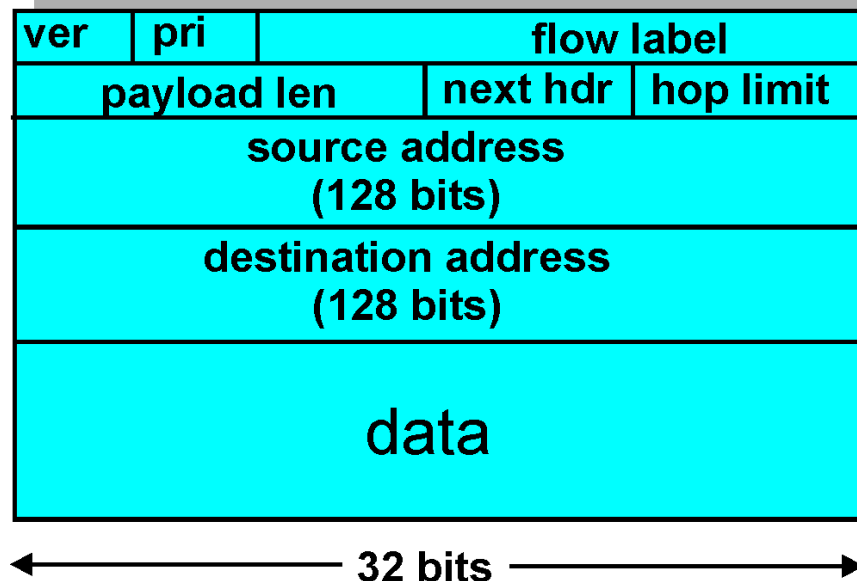 ver pri flow label
payload len next hdr hop limit
source address
(128 bits)
destination address
(128 bits)
data
32 bits